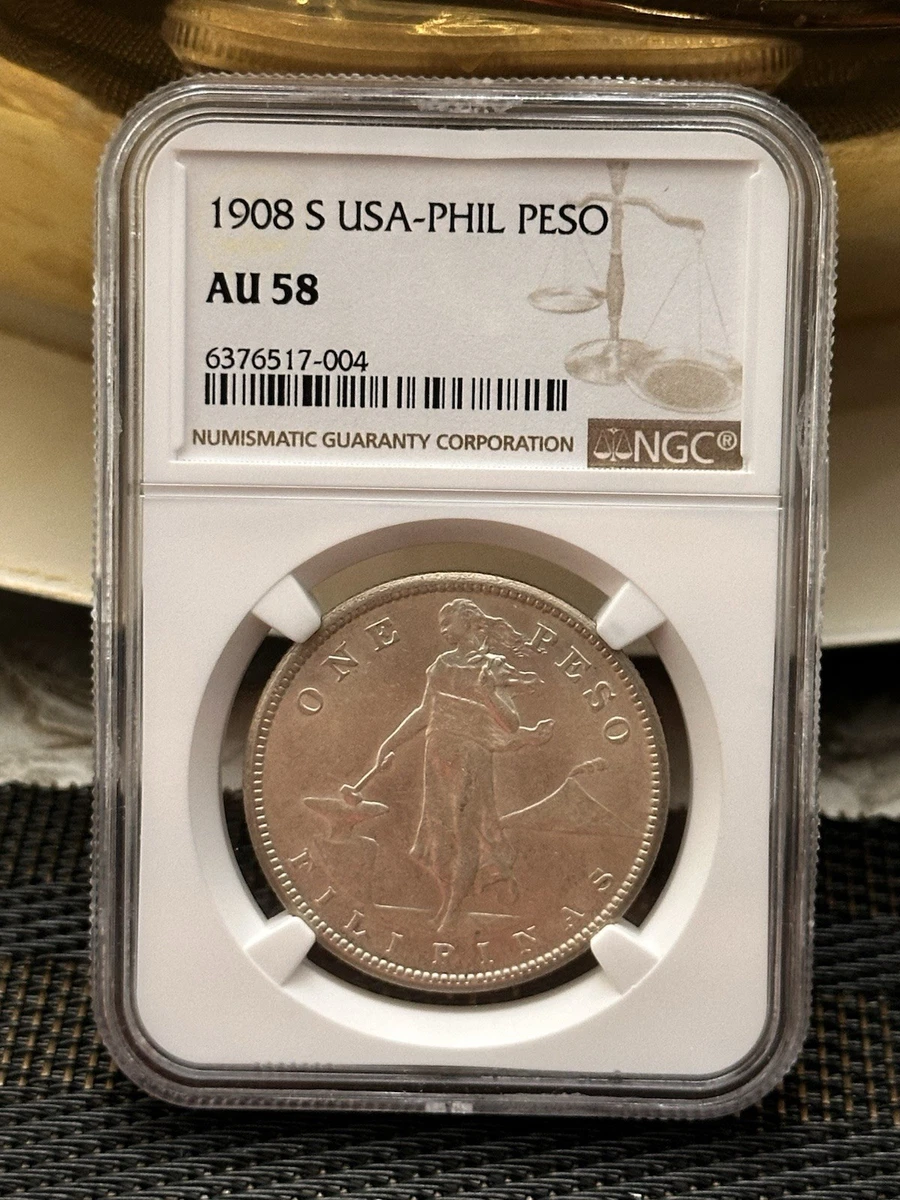 1908 S USA-PHIL PESO
AU 58
6376517-004
NUMISMATIC GUARANTY CORPORATION
NGC®
ONE PESO
FILIPINAS